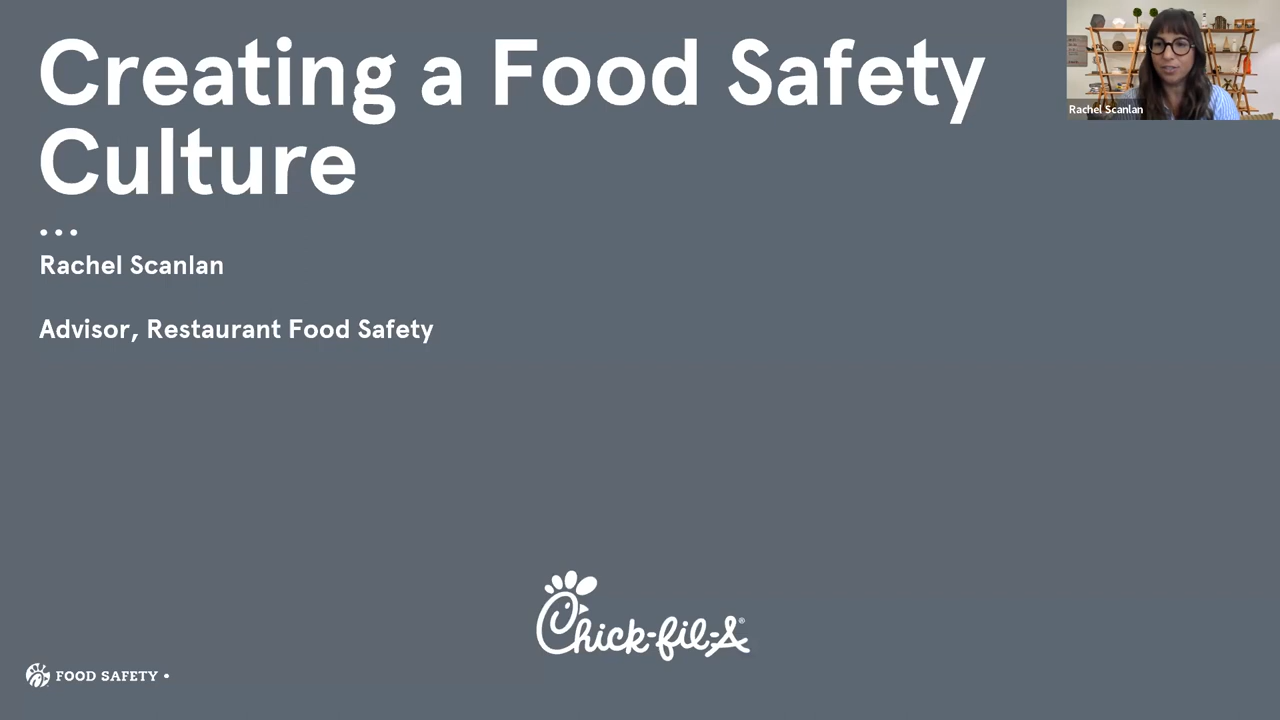 Creating a Food Safety
Culture
...
Rachel Scanlan
Advisor, Restaurant Food Safety
Rachel Scanlan
Chick-fil-A®
FOOD SAFETY •